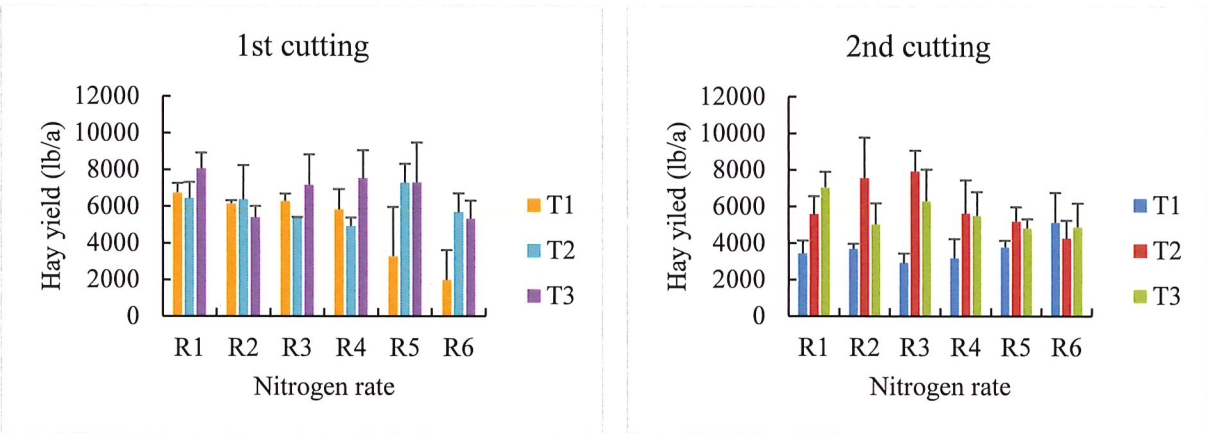 1st cutting
12000
10000
8000
6000
4000
2000
0
Hay yield (lb/a)
R1 R2 R3 R4 R5 R6
Nitrogen rate
T1
T2
T3
2nd cutting
12000
10000
8000
6000
4000
2000
0
Hay yiled (lb/a)
R1 R2 R3 R4 R5 R6
Nitrogen rate
T1
T2
T3